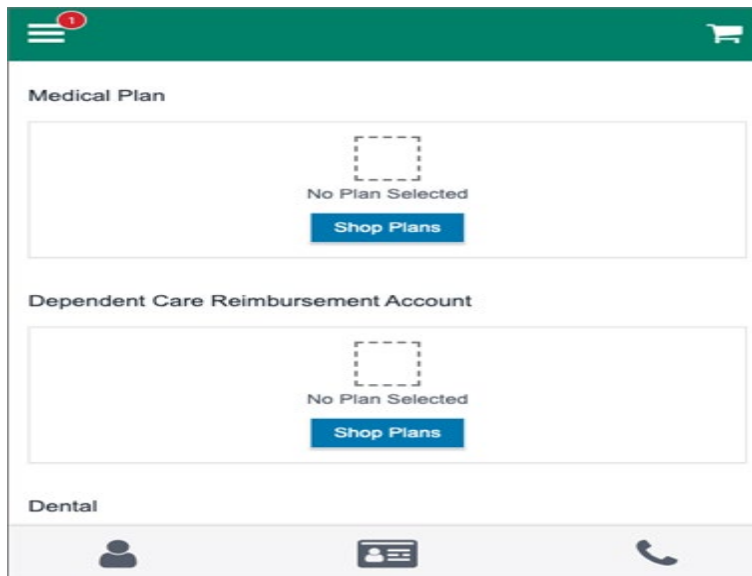 1
Medical Plan
No Plan Selected
Shop Plans
Dependent Care Reimbursement Account
No Plan Selected
Shop Plans
Dental